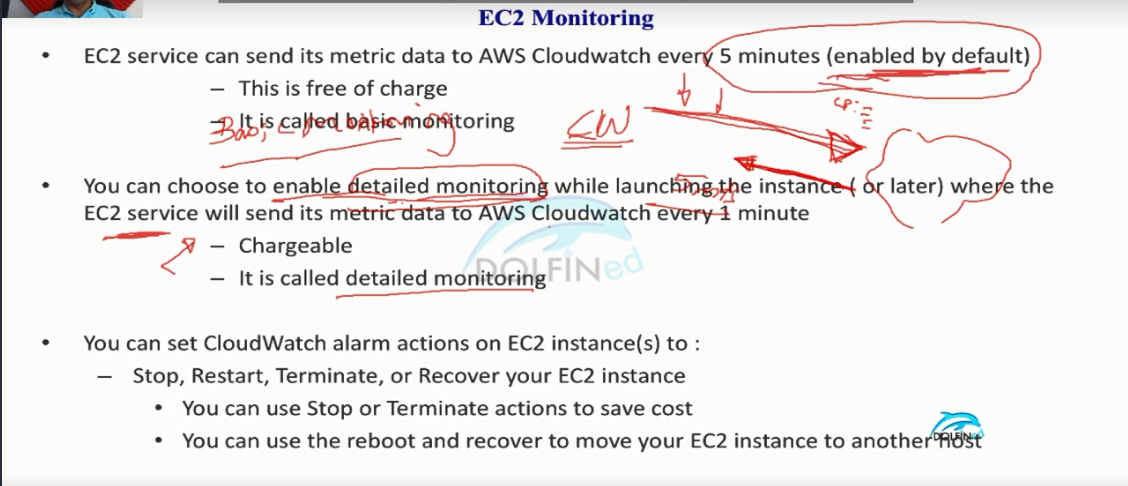 EC2 Monitoring
• EC2 service can send its metric data to AWS Cloudwatch every 5 minutes (enabled by default)
– This is free of charge
– It is called basic monitoring
CW
• You can choose to enable detailed monitoring while launching the instance ( or later) where the
EC2 service will send its metric data to AWS Cloudwatch every 1 minute
– Chargeable
– It is called detailed monitoring
DOLFINed
• You can set CloudWatch alarm actions on EC2 instance(s) to :
– Stop, Restart, Terminate, or Recover your EC2 instance
• You can use Stop or Terminate actions to save cost
• You can use the reboot and recover to move your EC2 instance to another host